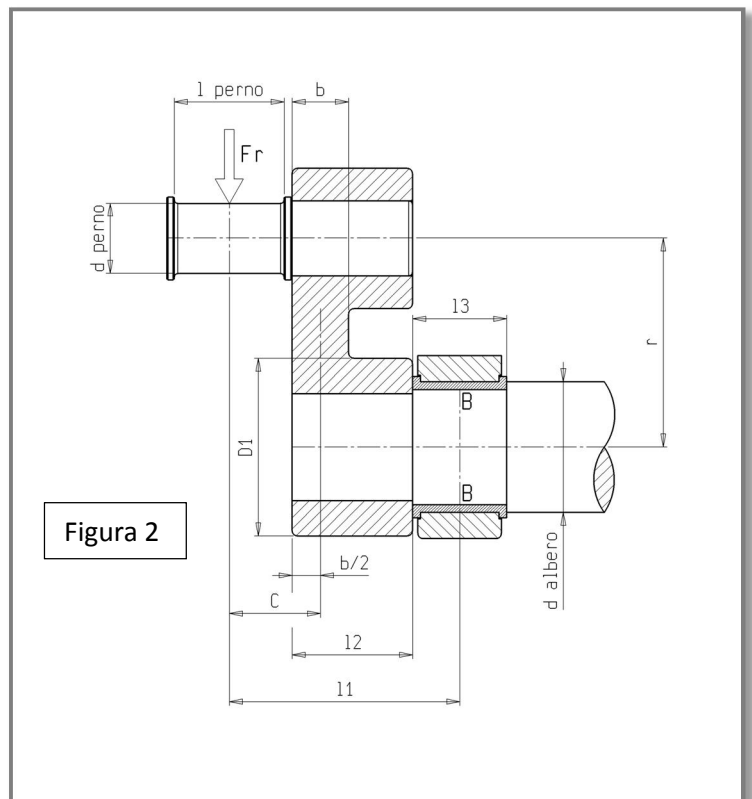 l perno
b
Fr
d perno
l3
r
B
D1
B
Figura 2
b/2
d albero
C
l2
l1